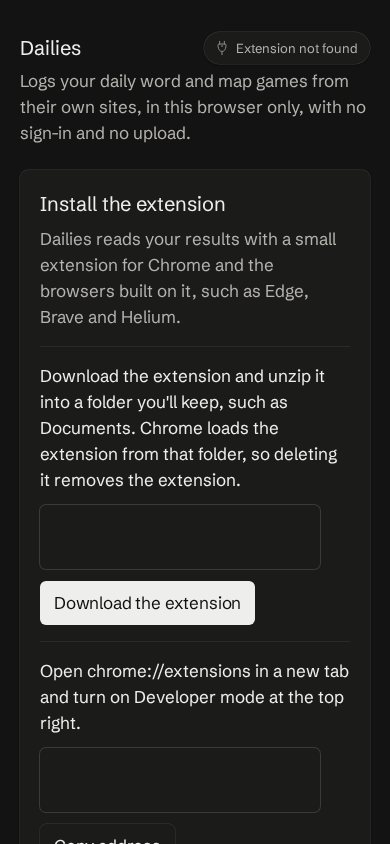 Dailies
Extension not found
Logs your daily word and map games from
their own sites, in this browser only, with no
sign-in and no upload.
Install the extension
Dailies reads your results with a small
extension for Chrome and the
browsers built on it, such as Edge,
Brave and Helium.
Download the extension and unzip it
into a folder you'll keep, such as
Documents. Chrome loads the
extension from that folder, so deleting
it removes the extension.
Download the extension
Open chrome://extensions in a new tab
and turn on Developer mode at the top
right.
Copy address